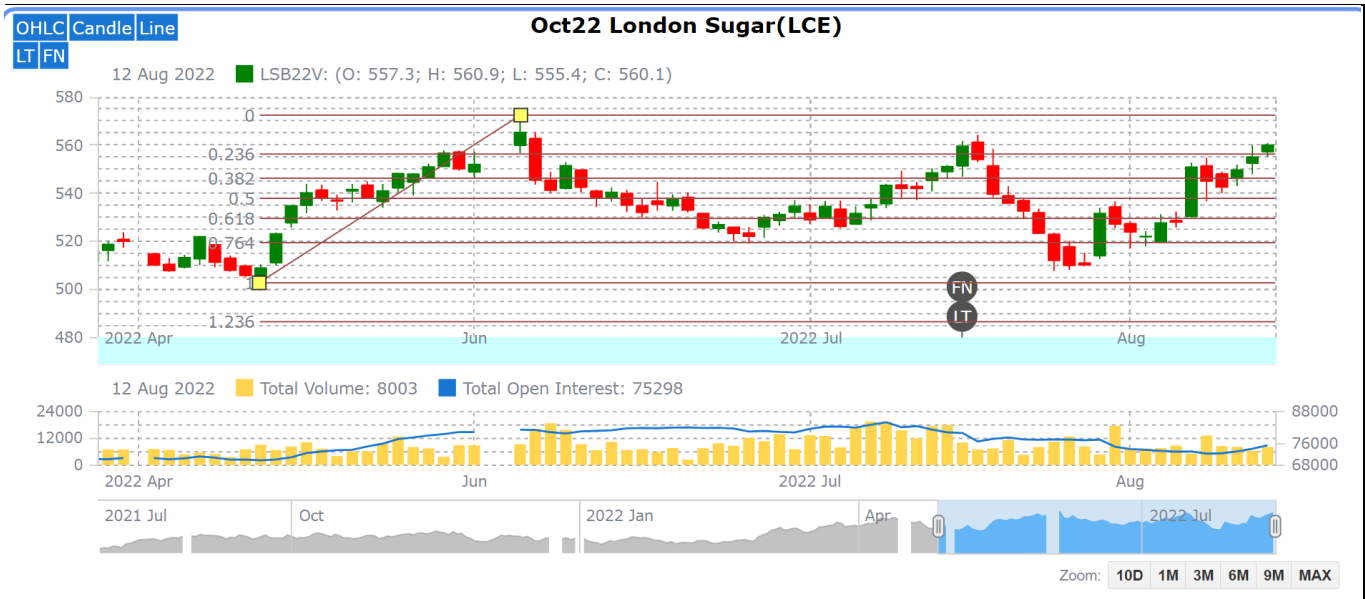 Oct22 London Sugar(LCE)
OHLC Candle Line
LT FN
12 Aug 2022 LSB22V: (O: 557.3; H: 560.9; L: 555.4; C: 560.1)
580
0
560
0.236
0.382
540
0.5
0.618
520
0.764
1
500
FN
LT
1.236
480
2022 Apr Jun 2022 Jul Aug
12 Aug 2022 Total Volume: 8003 Total Open Interest: 75298
24000 88000
12000 76000
0 68000
2022 Apr Jun 2022 Jul Aug
2021 Jul Oct 2022 Jan Apr 2022 Jul
Zoom: 10D 1M 3M 6M 9M MAX